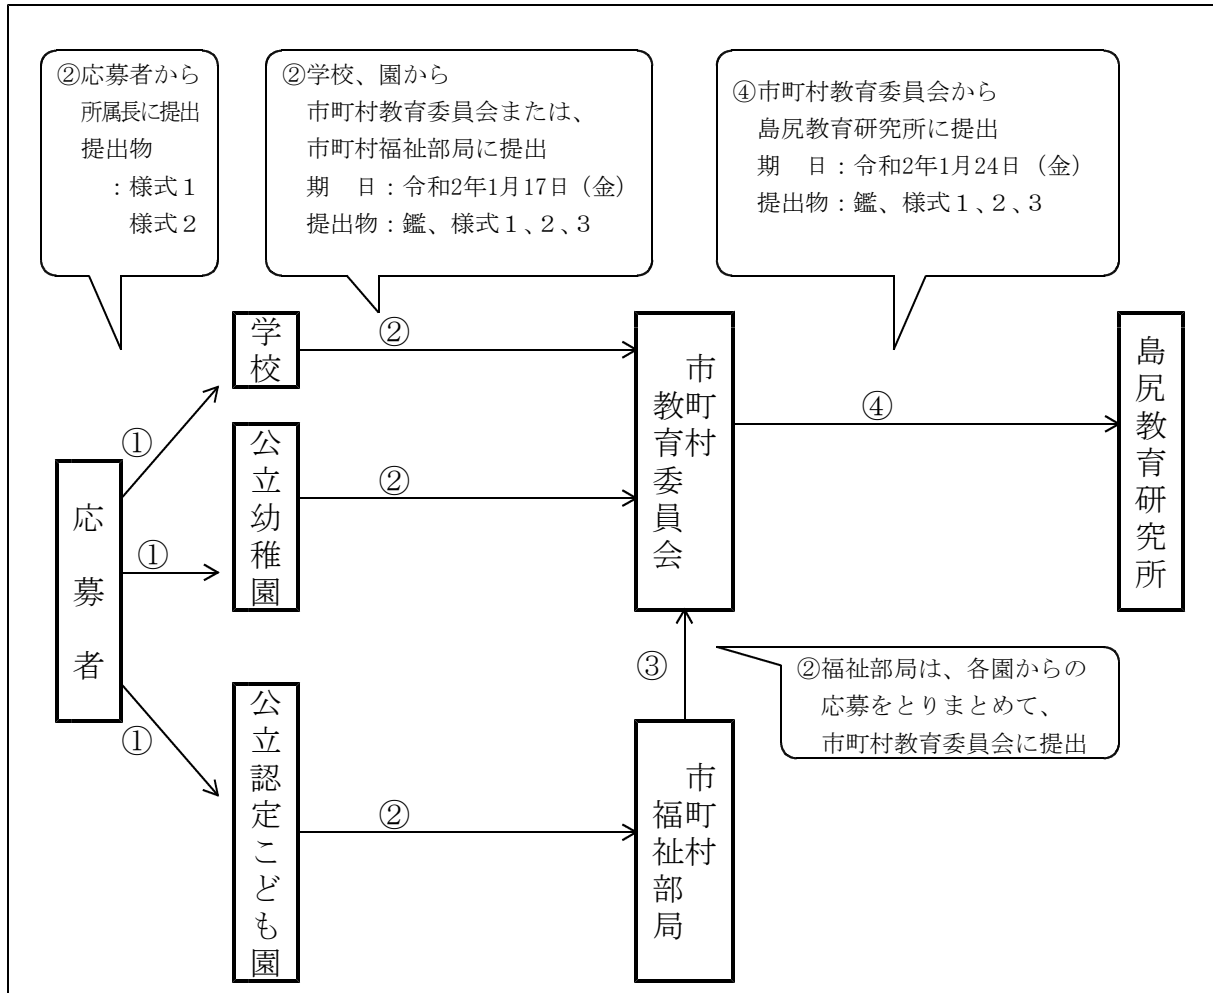 ②応募者から
所属長に提出
提出物
：様式１
様式２
②学校、園から
市町村教育委員会または、
市町村福祉部局に提出
期　日：令和2年1月17日（金）
提出物：鑑、様式１、２、３
④市町村教育委員会から
島尻教育研究所に提出
期　日：令和2年1月24日（金）
提出物：鑑、様式１、２、３
応募者
①
①
①
学校
公立幼稚園
公立認定こども園
②
②
②
市町村
教育委員会
③
市町村
福祉部局
②福祉部局は、各園からの
応募をとりまとめて、
市町村教育委員会に提出
④
島尻教育研究所